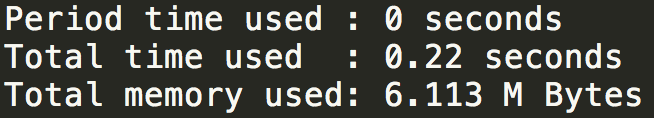 Period time used : 0 seconds
Total time used  : 0.22 seconds
Total memory used: 6.113 M Bytes